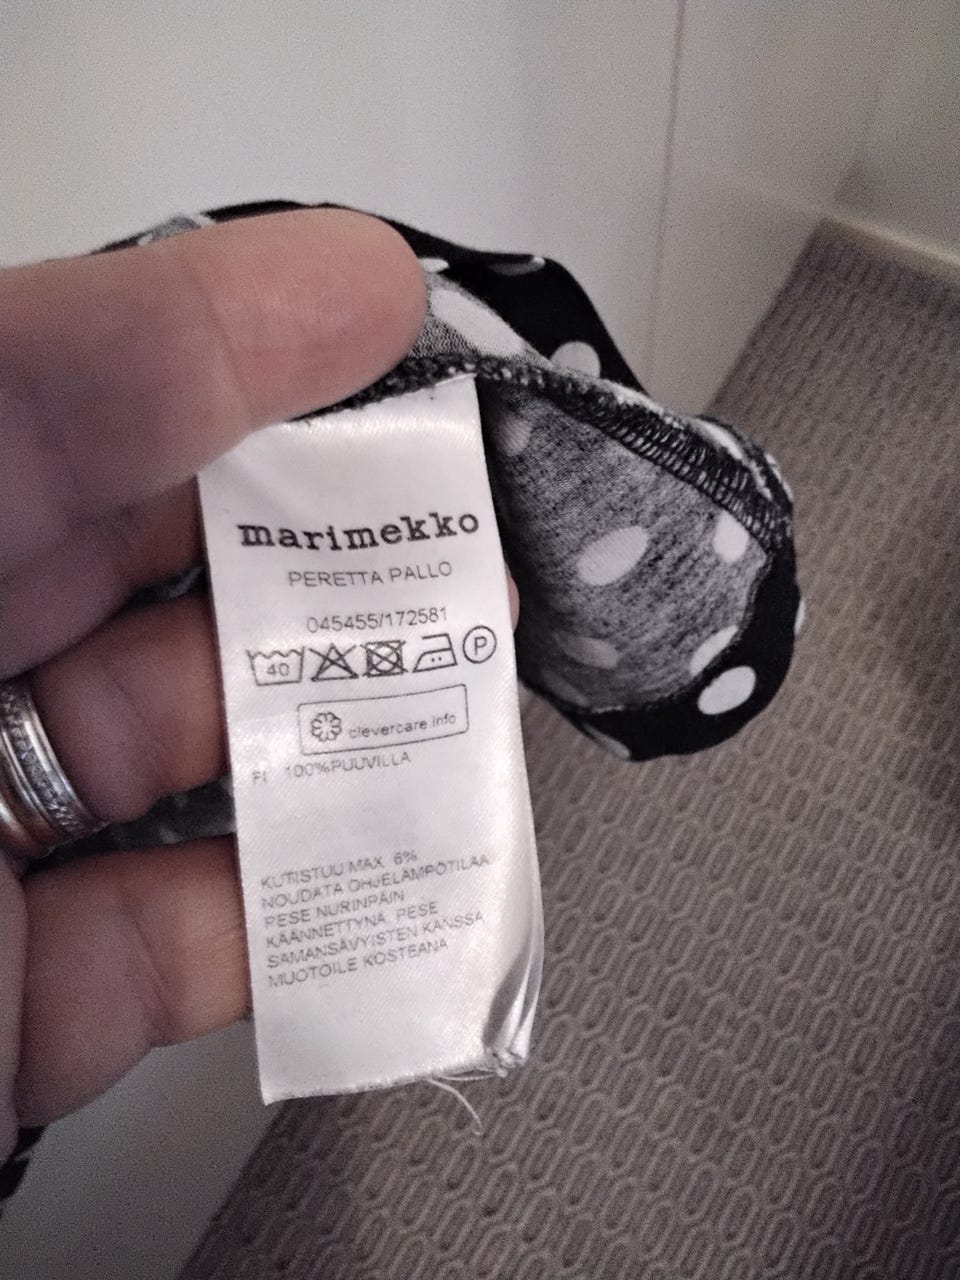 marimekko
PERETTA PALLO
045455/172581
40 P
clevercare.info
FI 100%PUUVILLA
KUTISTUU MAX. 6%
NOUDATA OHJELÄMPÖTILAA
PESE NURINPÄIN
KÄÄNNETTYNÄ. PESE
SAMANSÄVYISTEN KANSSA
MUOTOILE KOSTEANA